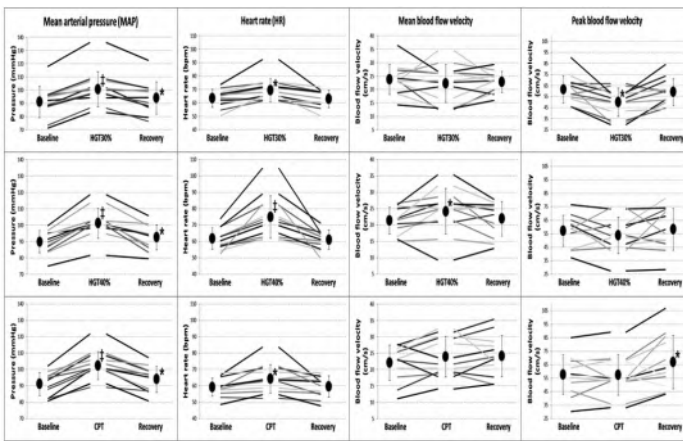 Mean arterial pressure (MAP)
Heart rate (HR)
Mean blood flow velocity
Peak blood flow velocity
Pressure (mmHg)
Baseline HGT30% Recovery
Heart rate (bpm)
Baseline HGT30% Recovery
Blood flow velocity
(cm/s)
Baseline HGT30% Recovery
Blood flow velocity
(cm/s)
Baseline HGT30% Recovery
Pressure (mmHg)
Baseline HGT40% Recovery
Heart rate (bpm)
Baseline HGT40% Recovery
Blood flow velocity
(cm/s)
Baseline HGT40% Recovery
Blood flow velocity
(cm/s)
Baseline HGT40% Recovery
Pressure (mmHg)
Baseline CPT Recovery
Heart rate (bpm)
Baseline CPT Recovery
Blood flow velocity
(cm/s)
Baseline CPT Recovery
Blood flow velocity
(cm/s)
Baseline CPT Recovery